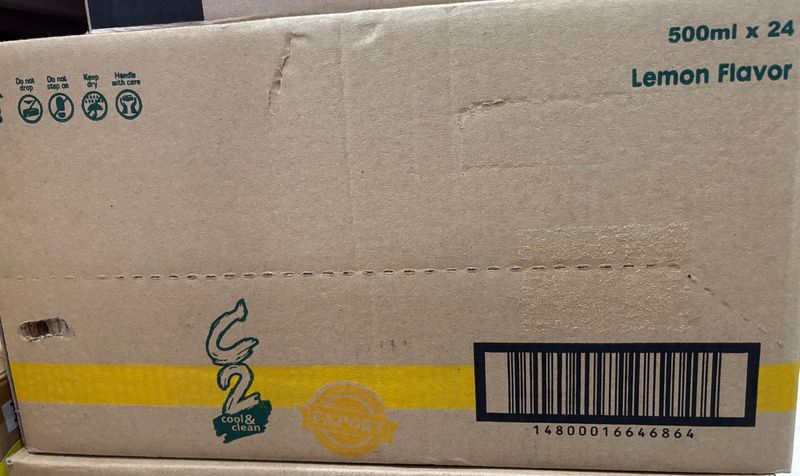 500ml x 24
Lemon Flavor
Do not
drop
Do not
step on
Keep
dry
Handle
with care
C2
cool &
clean
EXPORT
14800016646864